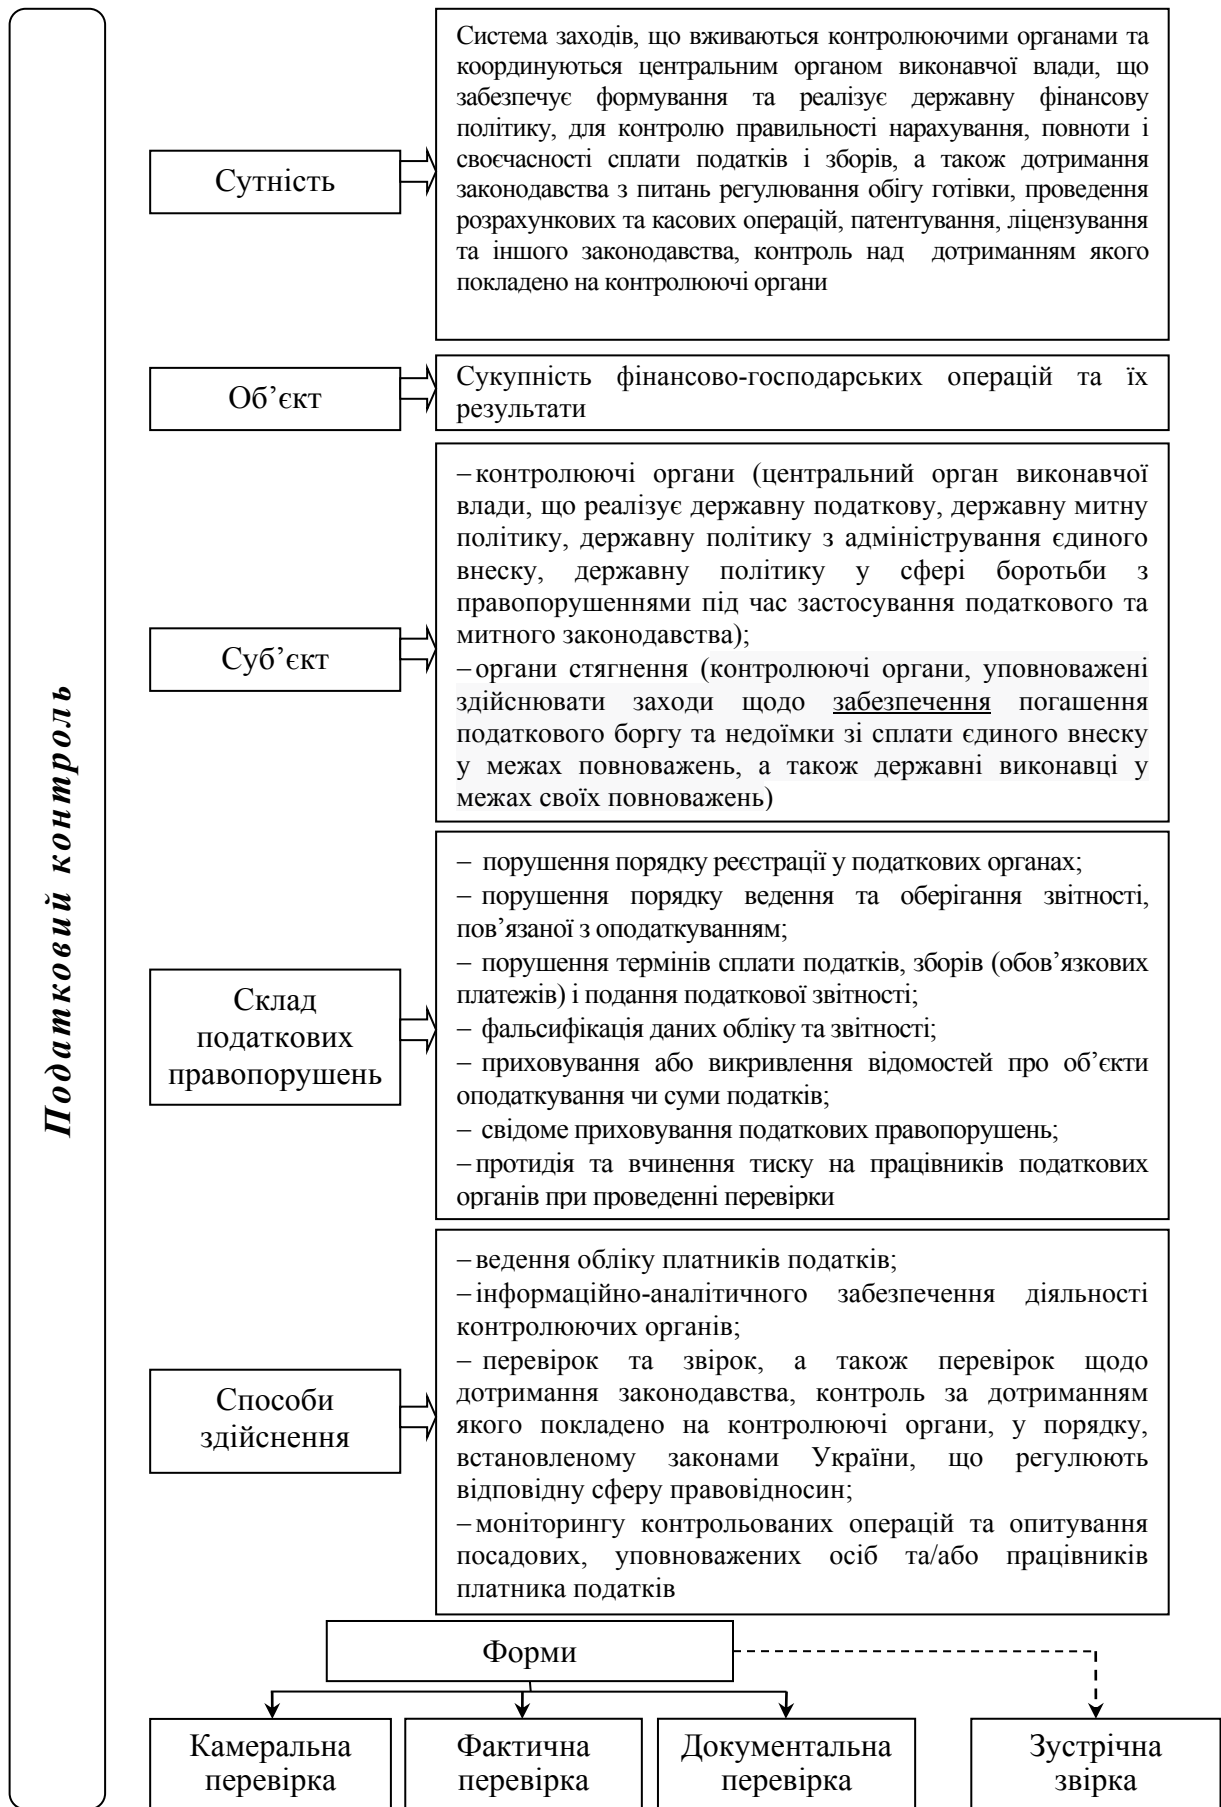 Податковий контроль
Сутність
Система заходів, що вживаються контролюючими органами та
координуються центральним органом виконавчої влади, що
забезпечує формування та реалізує державну фінансову
політику, для контролю правильності нарахування, повноти і
своєчасності сплати податків і зборів, а також дотримання
законодавства з питань регулювання обігу готівки, проведення
розрахункових та касових операцій, патентування, ліцензування
та іншого законодавства, контроль над дотриманням якого
покладено на контролюючі органи
Об’єкт
Сукупність фінансово-господарських операцій та їх
результати
Суб’єкт
– контролюючі органи (центральний орган виконавчої
влади, що реалізує державну податкову, державну митну
політику, державну політику з адміністрування єдиного
внеску, державну політику у сфері боротьби з
правопорушеннями під час застосування податкового та
митного законодавства);
– органи стягнення (контролюючі органи, уповноважені
здійснювати заходи щодо забезпечення погашення
податкового боргу та недоїмки зі сплати єдиного внеску
у межах повноважень, а також державні виконавці у
межах своїх повноважень)
Склад
податкових
правопорушень
– порушення порядку реєстрації у податкових органах;
– порушення порядку ведення та оберігання звітності,
пов’язаної з оподаткуванням;
– порушення термінів сплати податків, зборів (обов’язкових
платежів) і подання податкової звітності;
– фальсифікація даних обліку та звітності;
– приховування або викривлення відомостей про об’єкти
оподаткування чи суми податків;
– свідоме приховування податкових правопорушень;
– протидія та вчинення тиску на працівників податкових
органів при проведенні перевірки
Способи
здійснення
– ведення обліку платників податків;
– інформаційно-аналітичного забезпечення діяльності
контролюючих органів;
– перевірок та звірок, а також перевірок щодо
дотримання законодавства, контроль за дотриманням
якого покладено на контролюючі органи, у порядку,
встановленому законами України, що регулюють
відповідну сферу правовідносин;
– моніторингу контрольованих операцій та опитування
посадових, уповноважених осіб та/або працівників
платника податків
Форми
Камеральна
перевірка
Фактична
перевірка
Документальна
перевірка
Зустрічна
звірка